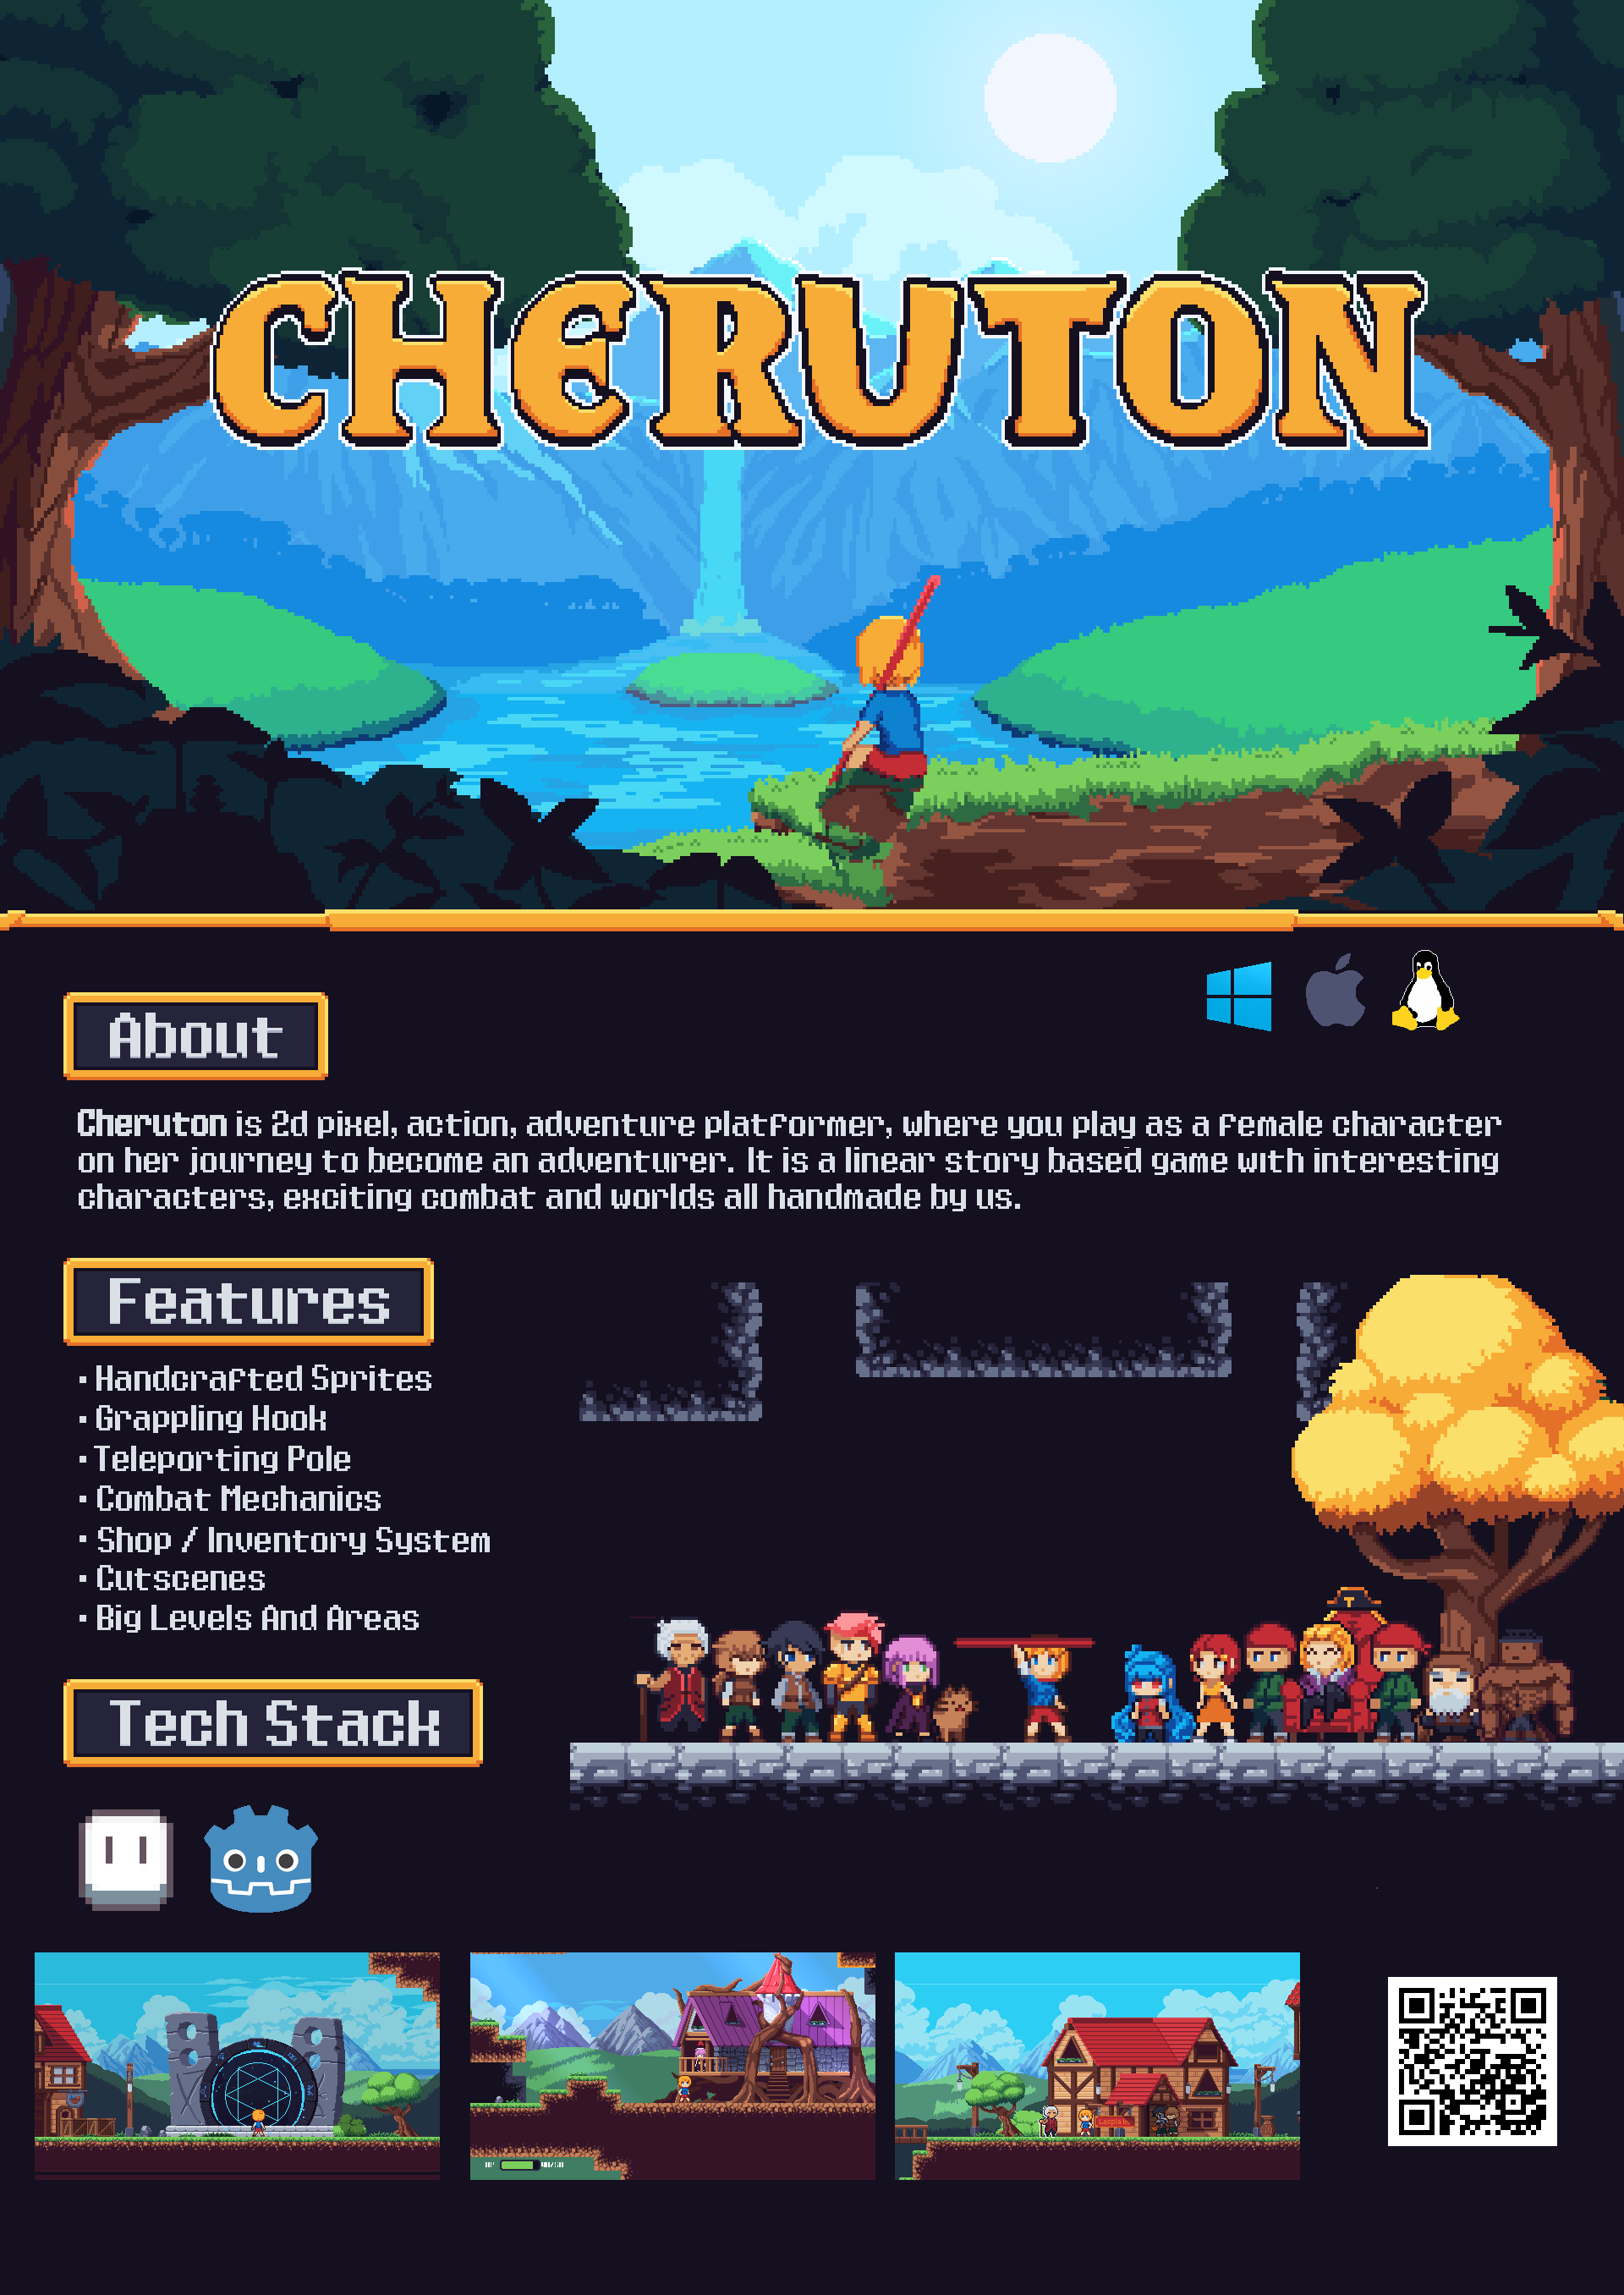 CHERUTON
About
Cheruton is 2d pixel, action, adventure platformer, where you play as a female character
on her journey to become an adventurer. It is a linear story based game with interesting
characters, exciting combat and worlds all handmade by us.
Features
· Handcrafted Sprites
· Grappling Hook
· Teleporting Pole
· Combat Mechanics
· Shop / Inventory System
· Cutscenes
· Big Levels And Areas
T
Tech Stack